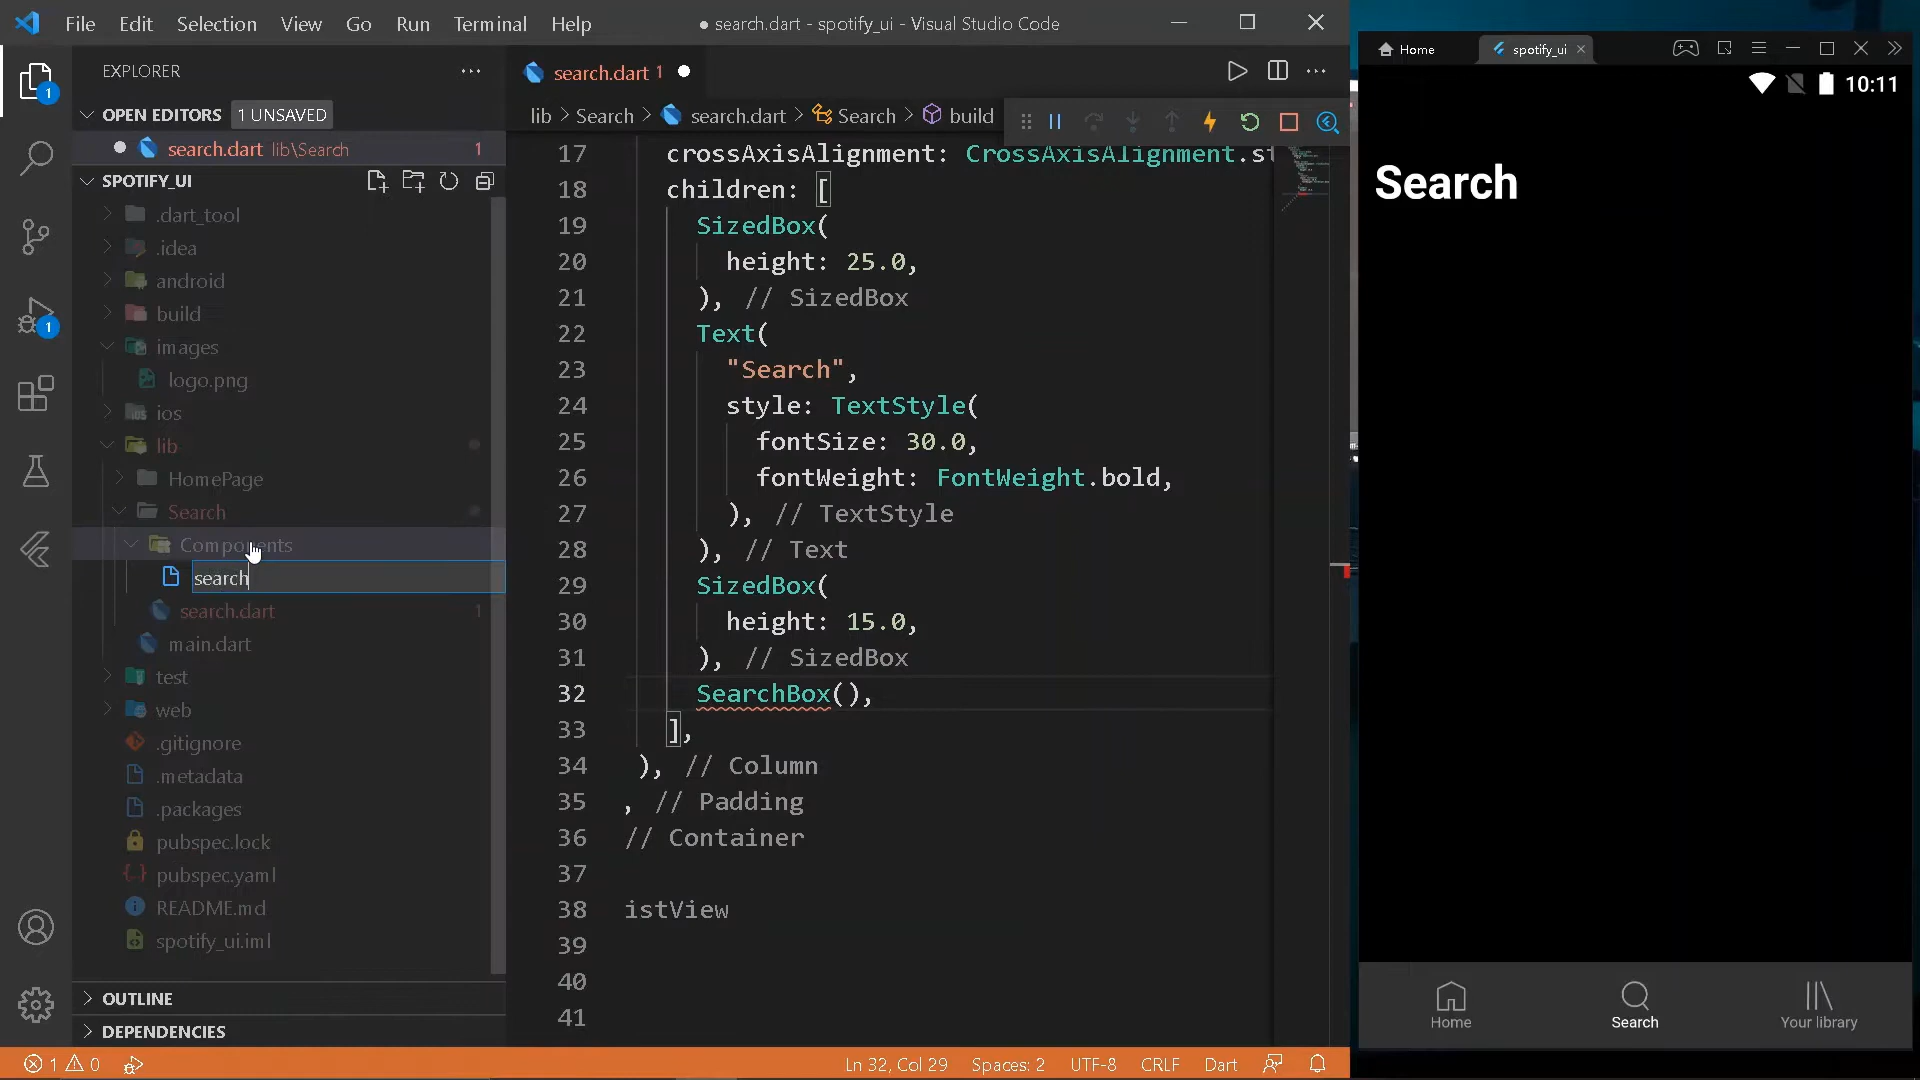 File Edit Selection View Go Run Terminal Help
● search.dart - spotify_ui - Visual Studio Code
EXPLORER
OPEN EDITORS 1 UNSAVED
search.dart lib\Search 1
SPOTIFY_UI
.dart_tool
.idea
android
build
images
logo.png
ios
lib
HomePage
Search
Components
search
search.dart 1
main.dart
test
web
.gitignore
.metadata
.packages
pubspec.lock
pubspec.yaml
README.md
spotify_ui.iml
OUTLINE
DEPENDENCIES
1
1
search.dart 1
lib > Search > search.dart > Search > build
17 crossAxisAlignment: CrossAxisAlignment.st
18 children: [
19 SizedBox(
20 height: 25.0,
21 ), // SizedBox
22 Text(
23 "Search",
24 style: TextStyle(
25 fontSize: 30.0,
26 fontWeight: FontWeight.bold,
27 ), // TextStyle
28 ), // Text
29 SizedBox(
30 height: 15.0,
31 ), // SizedBox
32 SearchBox(),
33 ],
34 ), // Column
35 , // Padding
36 // Container
37
38 istView
39
40
41
1 0
Ln 32, Col 29 Spaces: 2 UTF-8 CRLF Dart
Home spotify_ui
10:11
Search
Home Search Your library